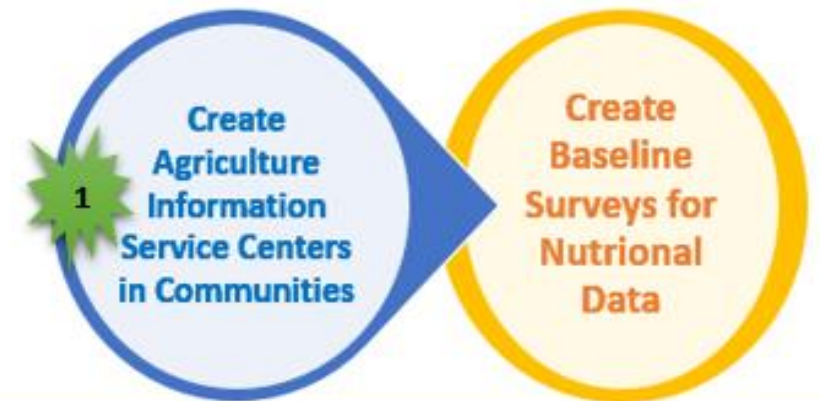 1
Create
Agriculture
Information
Service Centers
in Communities
Create
Baseline
Surveys for
Nutrional
Data